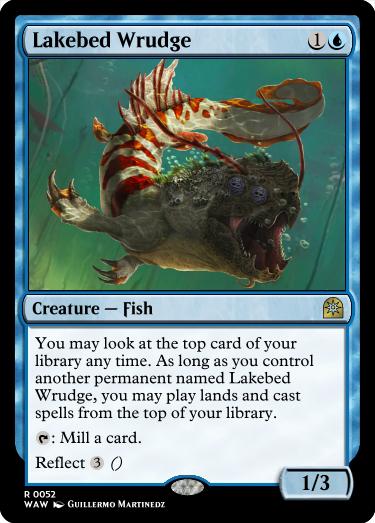 Lakebed Wrudge 1
Creature — Fish
You may look at the top card of your
library any time. As long as you control
another permanent named Lakebed
Wrudge, you may play lands and cast
spells from the top of your library.
: Mill a card.
Reflect 3 ()
1/3
R 0052
WAW Guillermo Martinedz